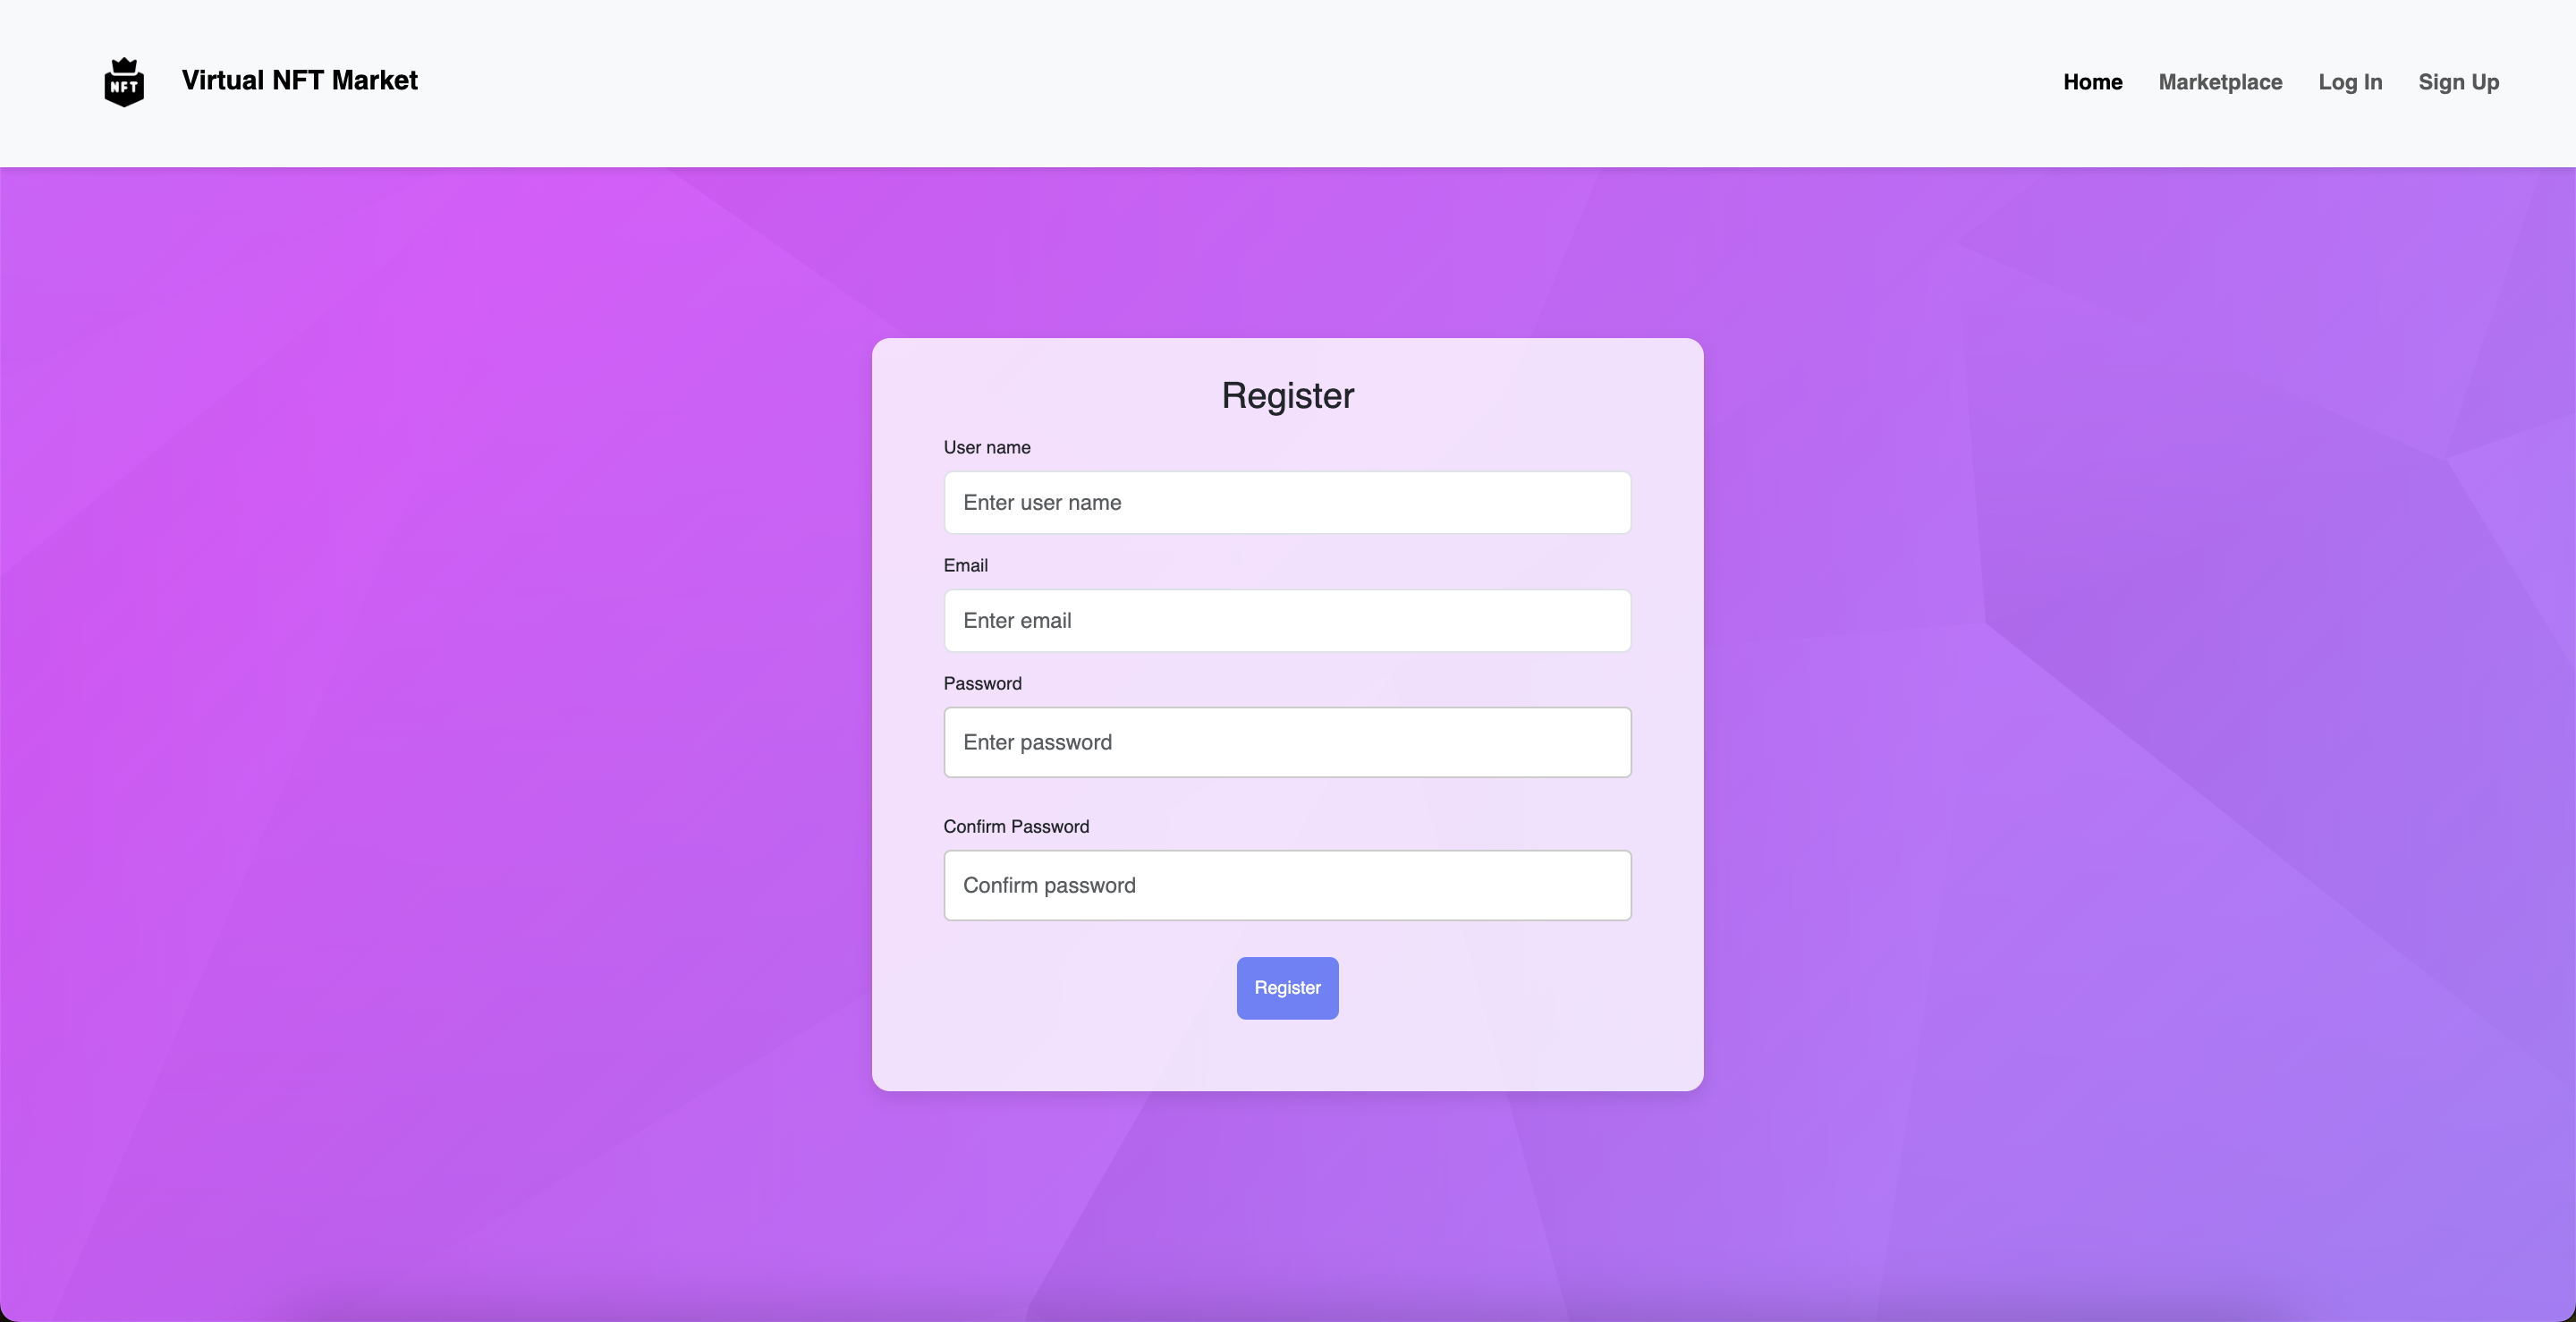 NFT
Virtual NFT Market
Home Marketplace Log In Sign Up
Register
User name
Enter user name
Email
Enter email
Password
Enter password
Confirm Password
Confirm password
Register